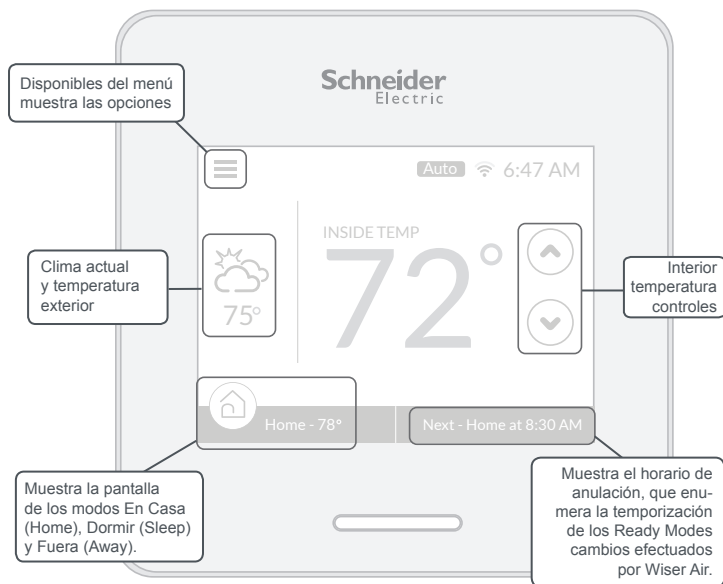 Schneider
Electric
Disponibles del menú
muestra las opciones
Auto 6:47 AM
Clima actual
y temperatura
exterior
75°
INSIDE TEMP
72°
Interior
temperatura
controles
Home - 78°
Next - Home at 8:30 AM
Muestra la pantalla
de los modos En Casa
(Home), Dormir (Sleep)
y Fuera (Away).
Muestra el horario de
anulación, que enu-
mera la temporización
de los Ready Modes
cambios efectuados
por Wiser Air.